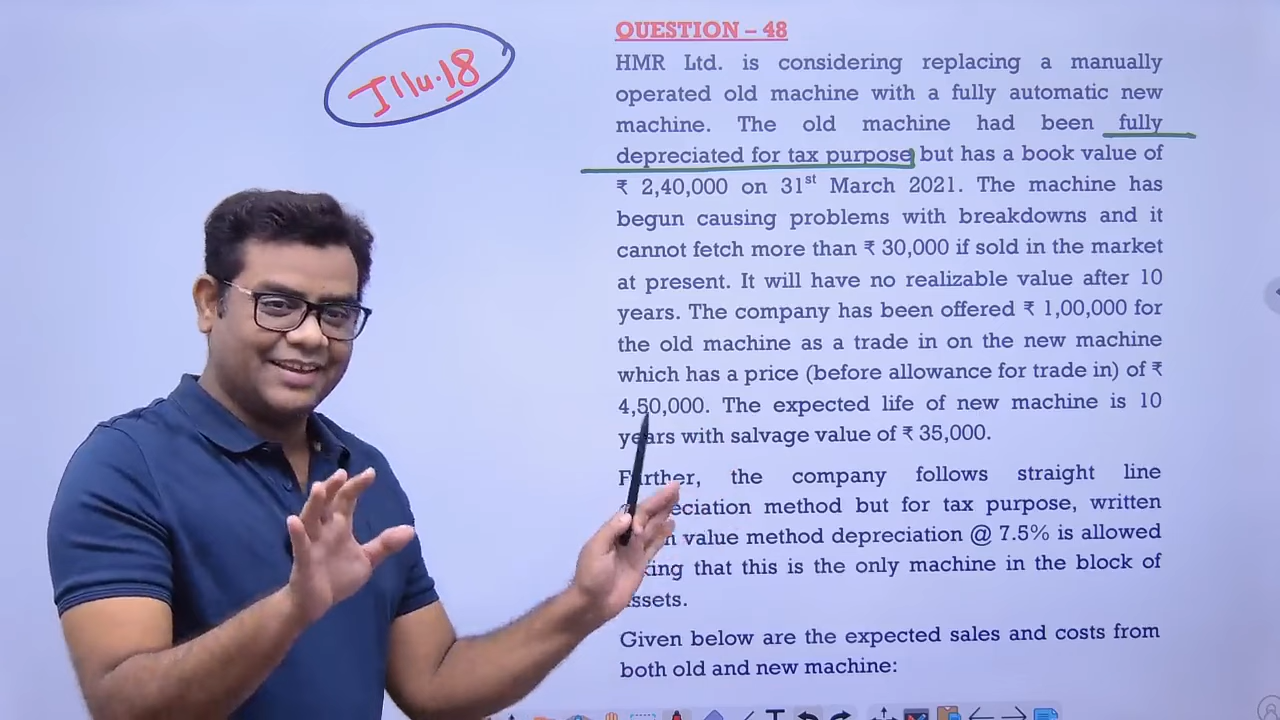 Illu.18
QUESTION – 48
HMR Ltd. is considering replacing a manually
operated old machine with a fully automatic new
machine. The old machine had been fully
depreciated for tax purpose but has a book value of
₹ 2,40,000 on 31st March 2021. The machine has
begun causing problems with breakdowns and it
cannot fetch more than ₹ 30,000 if sold in the market
at present. It will have no realizable value after 10
years. The company has been offered ₹ 1,00,000 for
the old machine as a trade in on the new machine
which has a price (before allowance for trade in) of ₹
4,50,000. The expected life of new machine is 10
years with salvage value of ₹ 35,000.
Further, the company follows straight line
method but for tax purpose, written
value method depreciation @ 7.5% is allowed
that this is the only machine in the block of
assets.
Given below are the expected sales and costs from
both old and new machine: